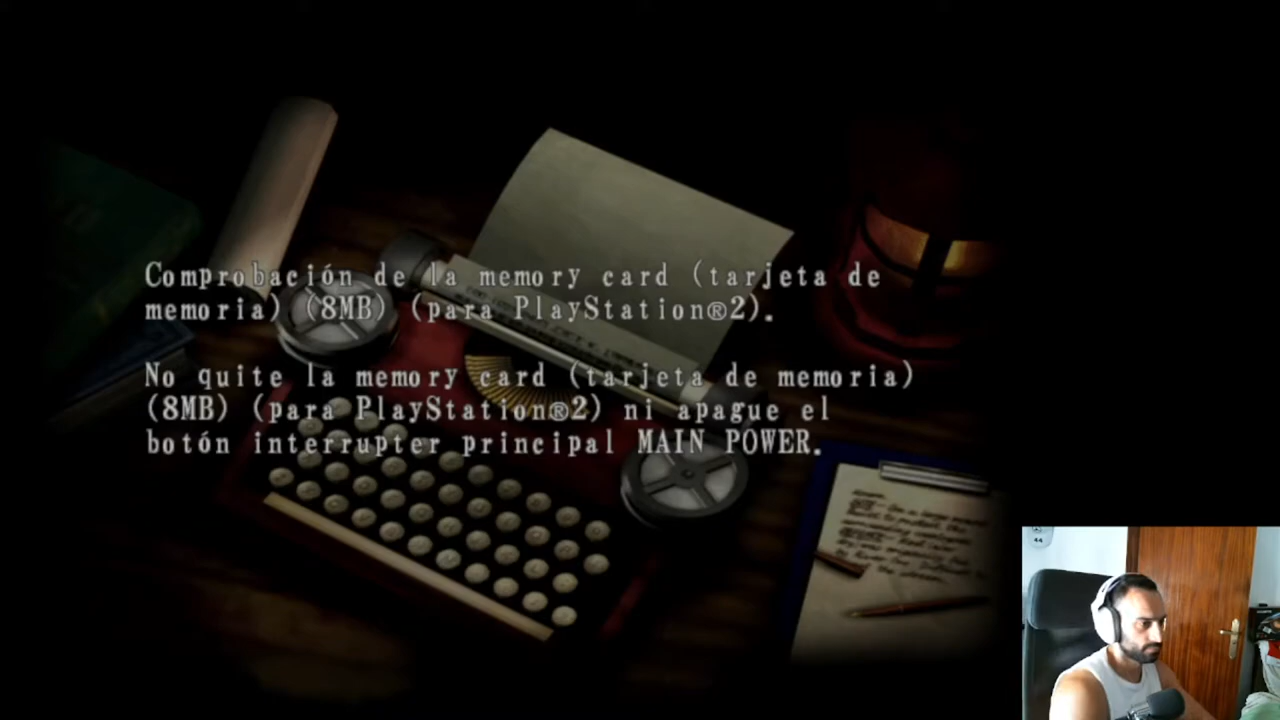 Comprobación de la memory card (tarjeta de
memoria) (8MB) (para PlayStation®2).
No quite la memory card (tarjeta de memoria)
(8MB) (para PlayStation®2) ni apague el
botón interrupter principal MAIN POWER.
44